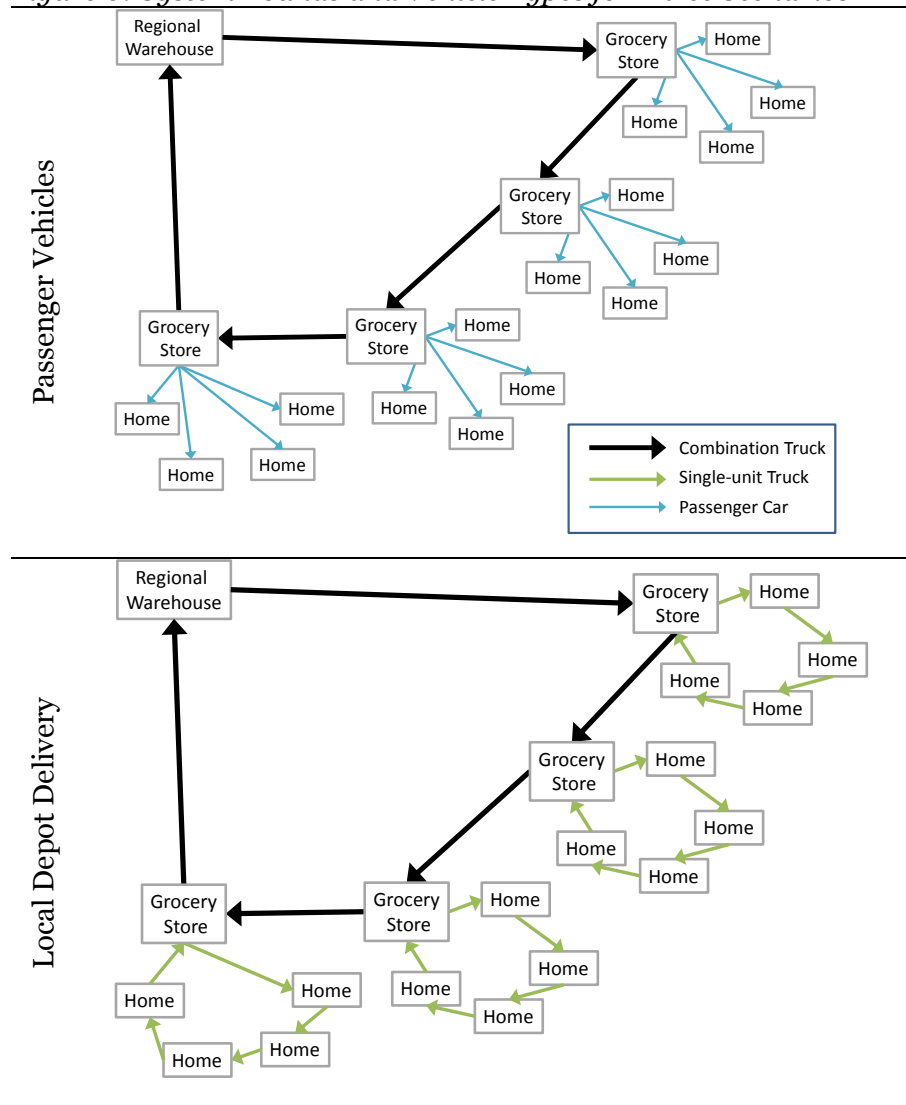 Regional
Warehouse
Grocery
Store
Home
Home
Home
Home
Grocery
Store
Home
Home
Home
Home
Grocery
Store
Home
Home
Home
Home
Grocery
Store
Home
Home
Home
Home
Passenger Vehicles
Combination Truck
Single-unit Truck
Passenger Car
Regional
Warehouse
Grocery
Store
Home
Home
Home
Home
Grocery
Store
Home
Home
Home
Home
Grocery
Store
Home
Home
Home
Home
Grocery
Store
Home
Home
Home
Home
Local Depot Delivery